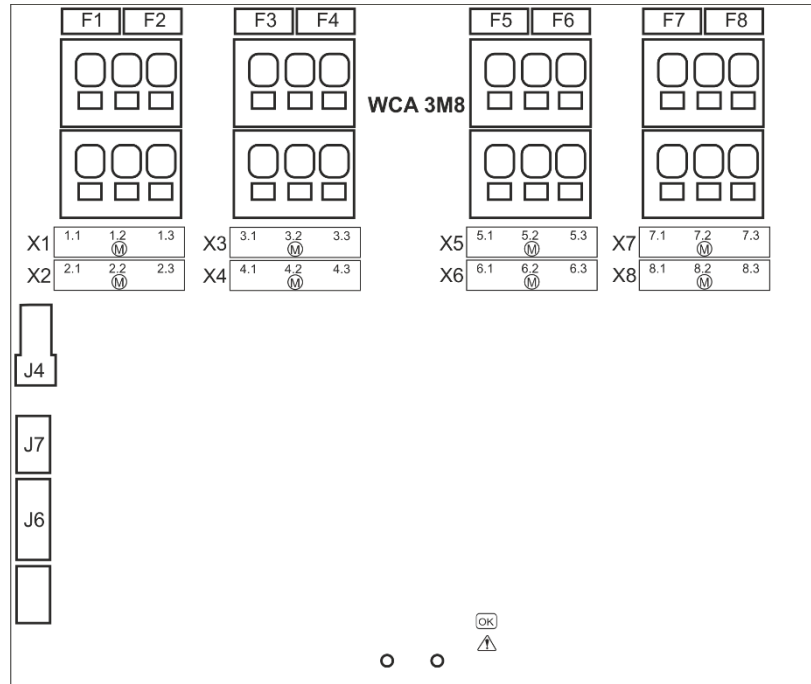 F1 F2 F3 F4 F5 F6 F7 F8
WCA 3M8
X1 1.1 1.2 1.3 X3 3.1 3.2 3.3 X5 5.1 5.2 5.3 X7 7.1 7.2 7.3
M M M M
X2 2.1 2.2 2.3 X4 4.1 4.2 4.3 X6 6.1 6.2 6.3 X8 8.1 8.2 8.3
M M M M
J4
J7
J6
OK